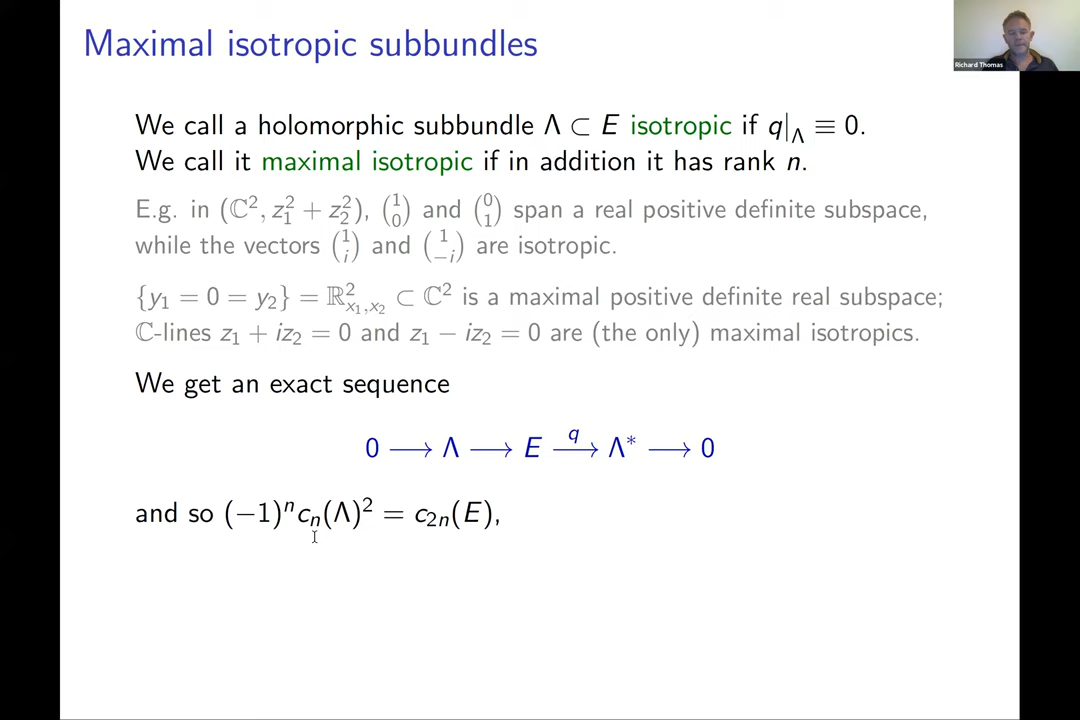 Maximal isotropic subbundles
Richard Thomas
We call a holomorphic subbundle Λ ⊂ E isotropic if q|_Λ ≡ 0.
We call it maximal isotropic if in addition it has rank n.
E.g. in (ℂ², z₁² + z₂²), (1 0) and (0 1) span a real positive definite subspace,
while the vectors (1 i) and (1 −i) are isotropic.
{y₁ = 0 = y₂} = ℝ²_{x₁,x₂} ⊂ ℂ² is a maximal positive definite real subspace;
ℂ-lines z₁ + iz₂ = 0 and z₁ − iz₂ = 0 are (the only) maximal isotropics.
We get an exact sequence
0 ⟶ Λ ⟶ E ⟶^q Λ* ⟶ 0
and so (−1)ⁿcₙ(Λ)² = c₂ₙ(E),